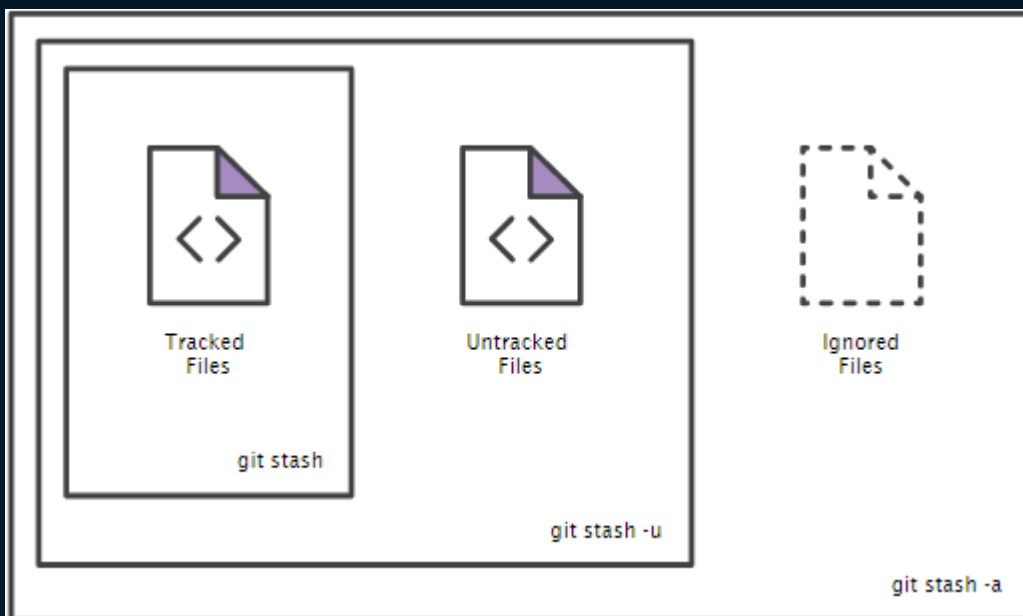 Tracked
Files
git stash
Untracked
Files
git stash -u
Ignored
Files
git stash -a